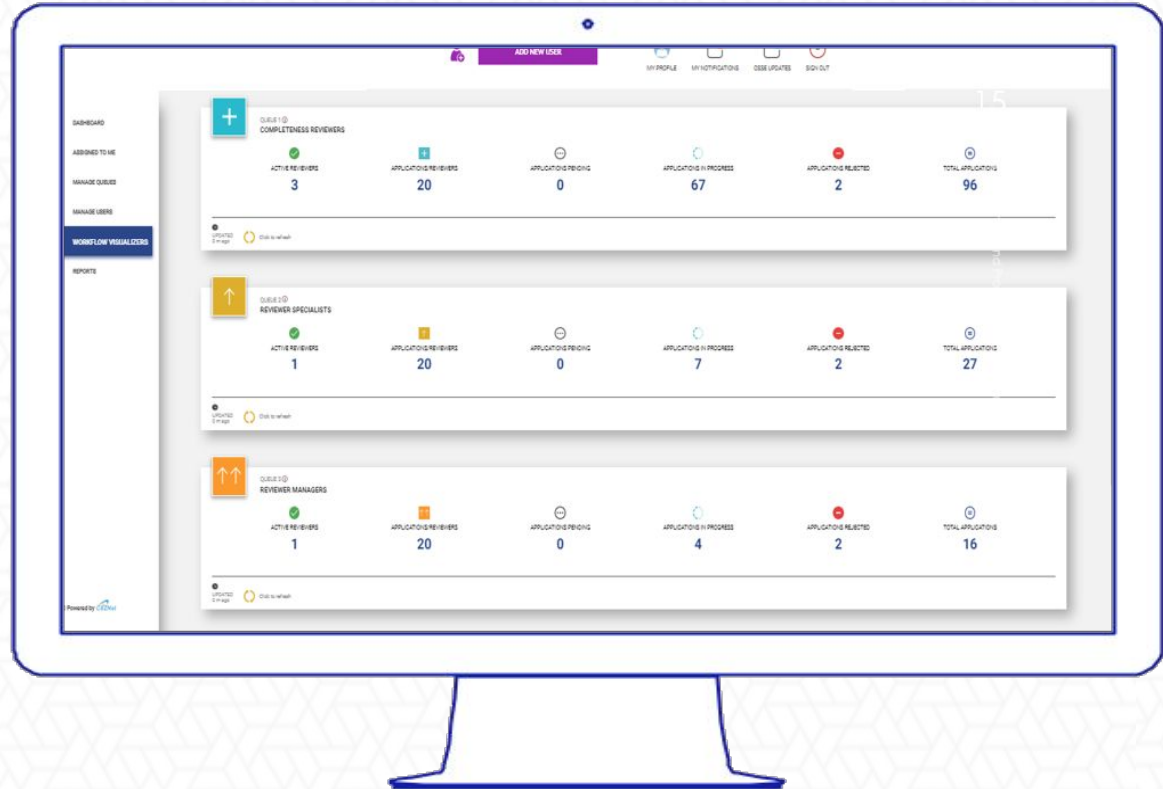 ADD NEW USER
MY PROFILE MY NOTIFICATIONS OSSE UPDATES SIGN OUT
15
DASHBOARD
ASSIGNED TO ME
MANAGE QUEUES
MANAGE USERS
WORKFLOW VISUALIZERS
REPORTS
Powered by
QUEUE 1
COMPLETENESS REVIEWERS
ACTIVE REVIEWERS APPLICATIONS/REVIEWERS APPLICATIONS PENDING APPLICATIONS IN PROGRESS APPLICATIONS REJECTED TOTAL APPLICATIONS
3 20 0 67 2 96
UPDATED
Click to refresh
QUEUE 2
REVIEWER SPECIALISTS
ACTIVE REVIEWERS APPLICATIONS/REVIEWERS APPLICATIONS PENDING APPLICATIONS IN PROGRESS APPLICATIONS REJECTED TOTAL APPLICATIONS
1 20 0 7 2 27
UPDATED
Click to refresh
QUEUE 3
REVIEWER MANAGERS
ACTIVE REVIEWERS APPLICATIONS/REVIEWERS APPLICATIONS PENDING APPLICATIONS IN PROGRESS APPLICATIONS REJECTED TOTAL APPLICATIONS
1 20 0 4 2 16
UPDATED
Click to refresh